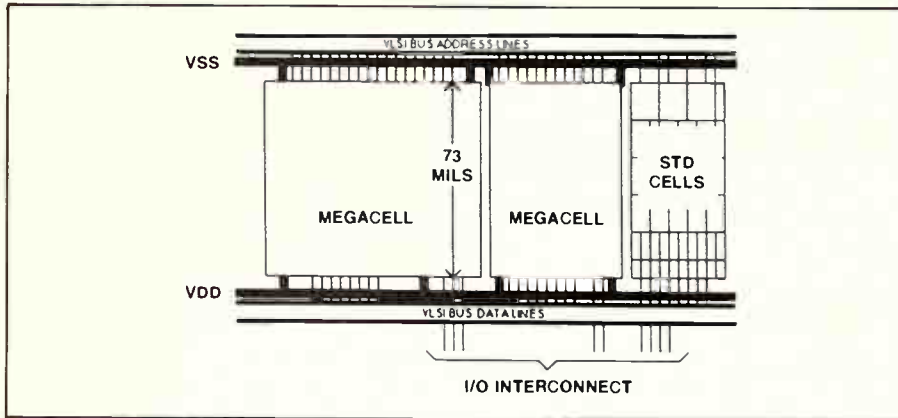 VLSI BUS ADDRESS LINES
VSS
73
MILS
STD
CELLS
MEGACELL
MEGACELL
VDD
VLSI BUS DATA LINES
I/O INTERCONNECT